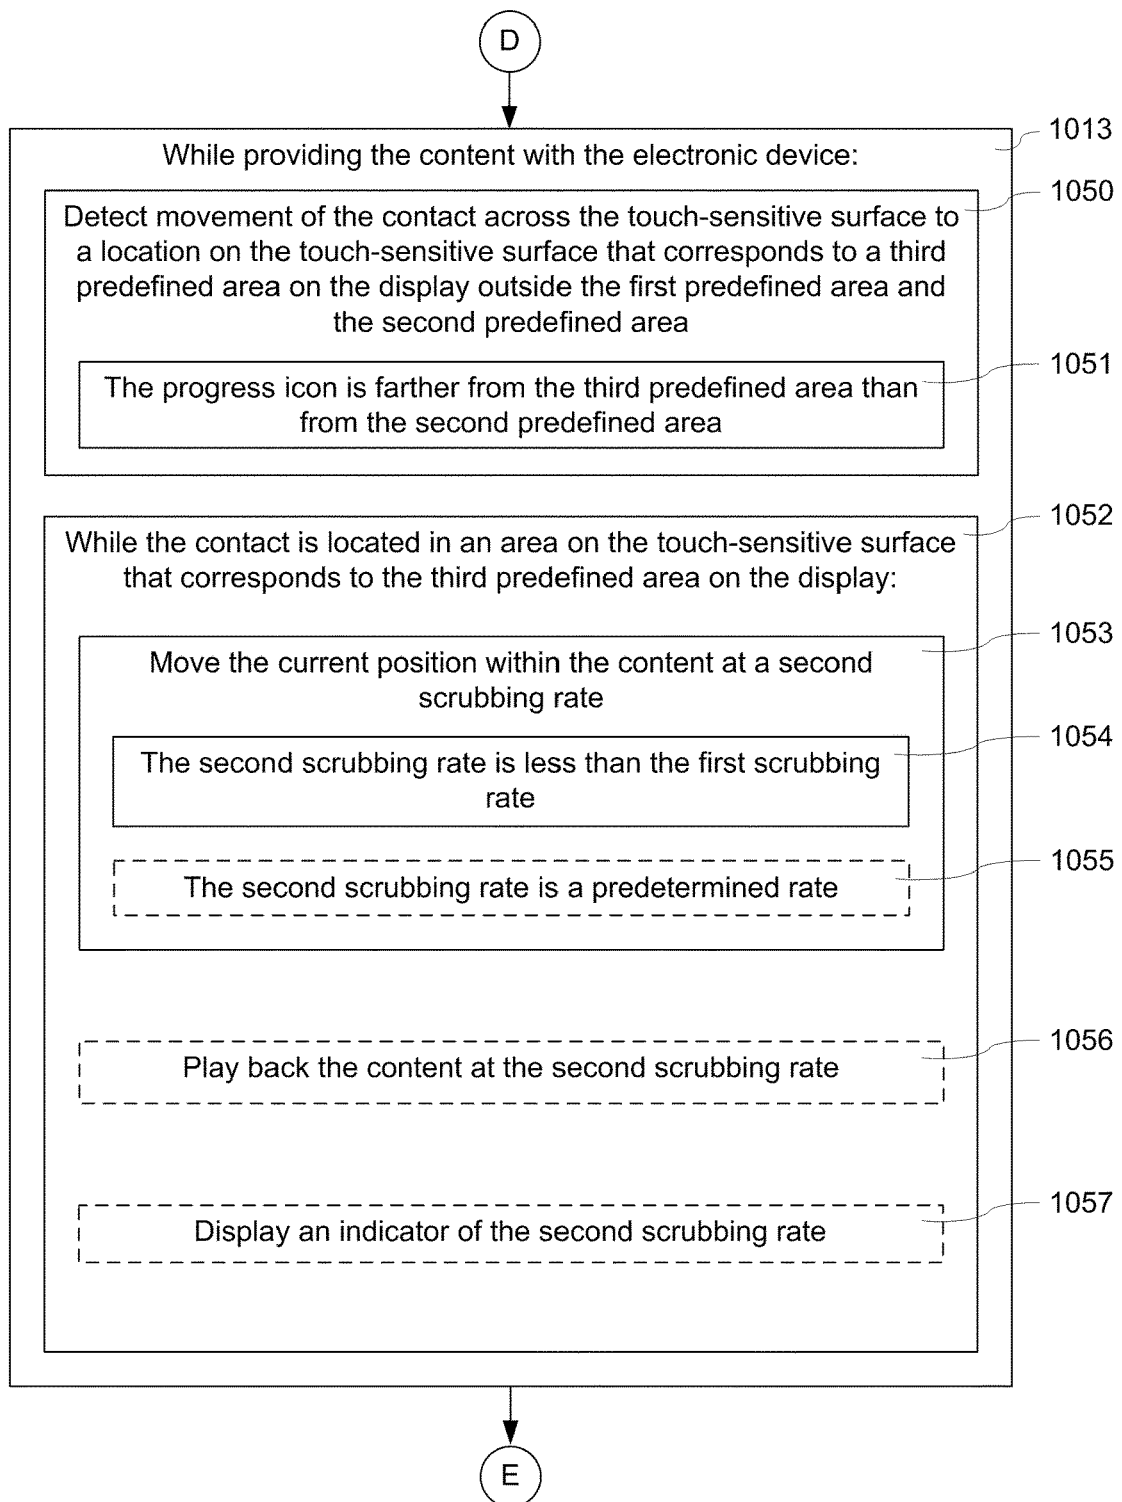 D
1013
While providing the content with the electronic device:
1050
Detect movement of the contact across the touch-sensitive surface to
a location on the touch-sensitive surface that corresponds to a third
predefined area on the display outside the first predefined area and
the second predefined area
1051
The progress icon is farther from the third predefined area than
from the second predefined area
1052
While the contact is located in an area on the touch-sensitive surface
that corresponds to the third predefined area on the display:
1053
Move the current position within the content at a second
scrubbing rate
1054
The second scrubbing rate is less than the first scrubbing
rate
1055
The second scrubbing rate is a predetermined rate
1056
Play back the content at the second scrubbing rate
1057
Display an indicator of the second scrubbing rate
E